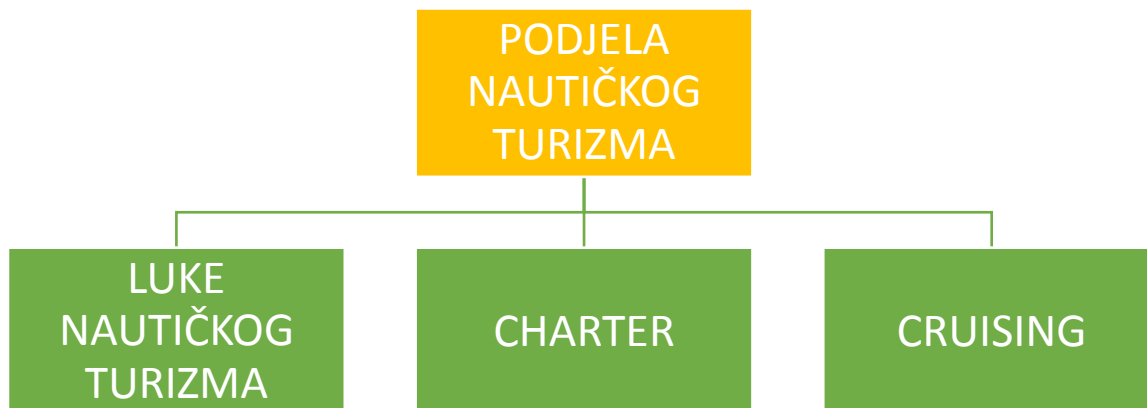 PODJELA
NAUTIČKOG
TURIZMA
LUKE
NAUTIČKOG
TURIZMA
CHARTER
CRUISING